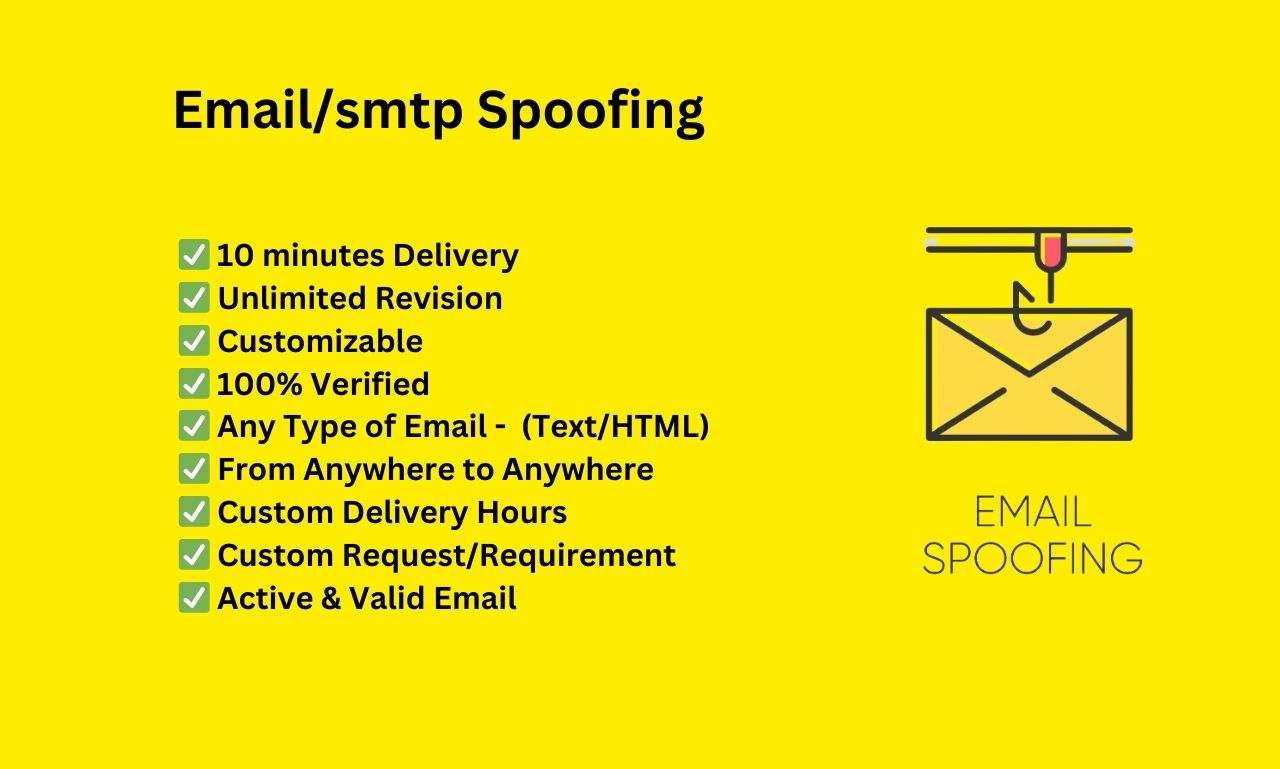 Email/smtp Spoofing
✅ 10 minutes Delivery
✅ Unlimited Revision
✅ Customizable
✅ 100% Verified
✅ Any Type of Email -  (Text/HTML)
✅ From Anywhere to Anywhere
✅ Custom Delivery Hours
✅ Custom Request/Requirement
✅ Active & Valid Email
EMAIL
SPOOFING